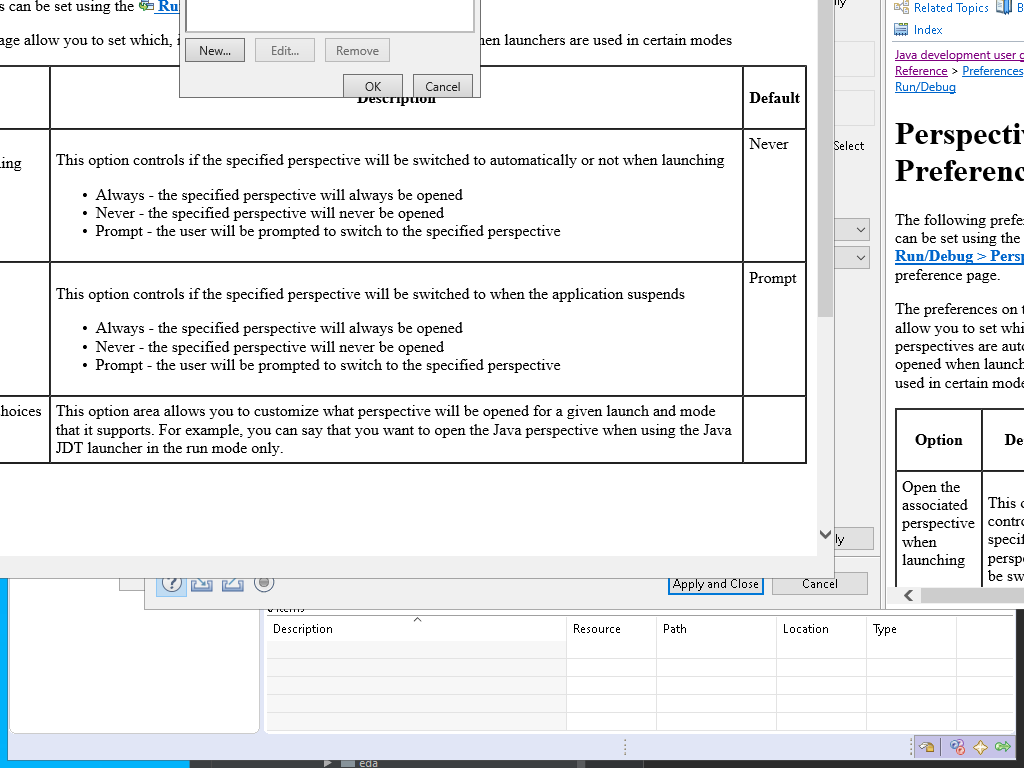 s can be set using the Ru
age allow you to set which, i
hen launchers are used in certain modes
New...
Edit...
Remove
OK
Cancel
Description
Default
ing
This option controls if the specified perspective will be switched to automatically or not when launching
• Always - the specified perspective will always be opened
• Never - the specified perspective will never be opened
• Prompt - the user will be prompted to switch to the specified perspective
Never
This option controls if the specified perspective will be switched to when the application suspends
• Always - the specified perspective will always be opened
• Never - the specified perspective will never be opened
• Prompt - the user will be prompted to switch to the specified perspective
Prompt
hoices
This option area allows you to customize what perspective will be opened for a given launch and mode
that it supports. For example, you can say that you want to open the Java perspective when using the Java
JDT launcher in the run mode only.
Select
ly
Apply and Close
Cancel
Related Topics
B
Index
Java development user g
Reference > Preferences
Run/Debug
Perspecti
Preferenc
The following prefe
can be set using the
Run/Debug > Persp
preference page.
The preferences on t
allow you to set whi
perspectives are auto
opened when launch
used in certain mode
Option
De
Open the
associated
perspective
when
launching
This o
contro
specif
perspe
be sw
0 items
Description
Resource
Path
Location
Type
eda